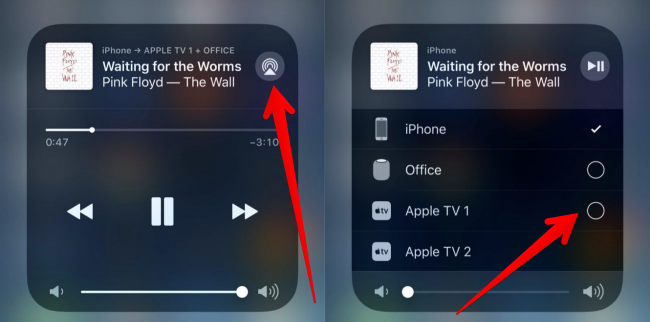 PINK
FLOYD
THE
WALL
iPhone → APPLE TV 1 + OFFICE
Waiting for the Worms
Pink Floyd — The Wall
0:47
–3:10
PINK
FLOYD
THE
WALL
iPhone
Waiting for the Worms
Pink Floyd — The Wall
iPhone
Office
tv
Apple TV 1
tv
Apple TV 2